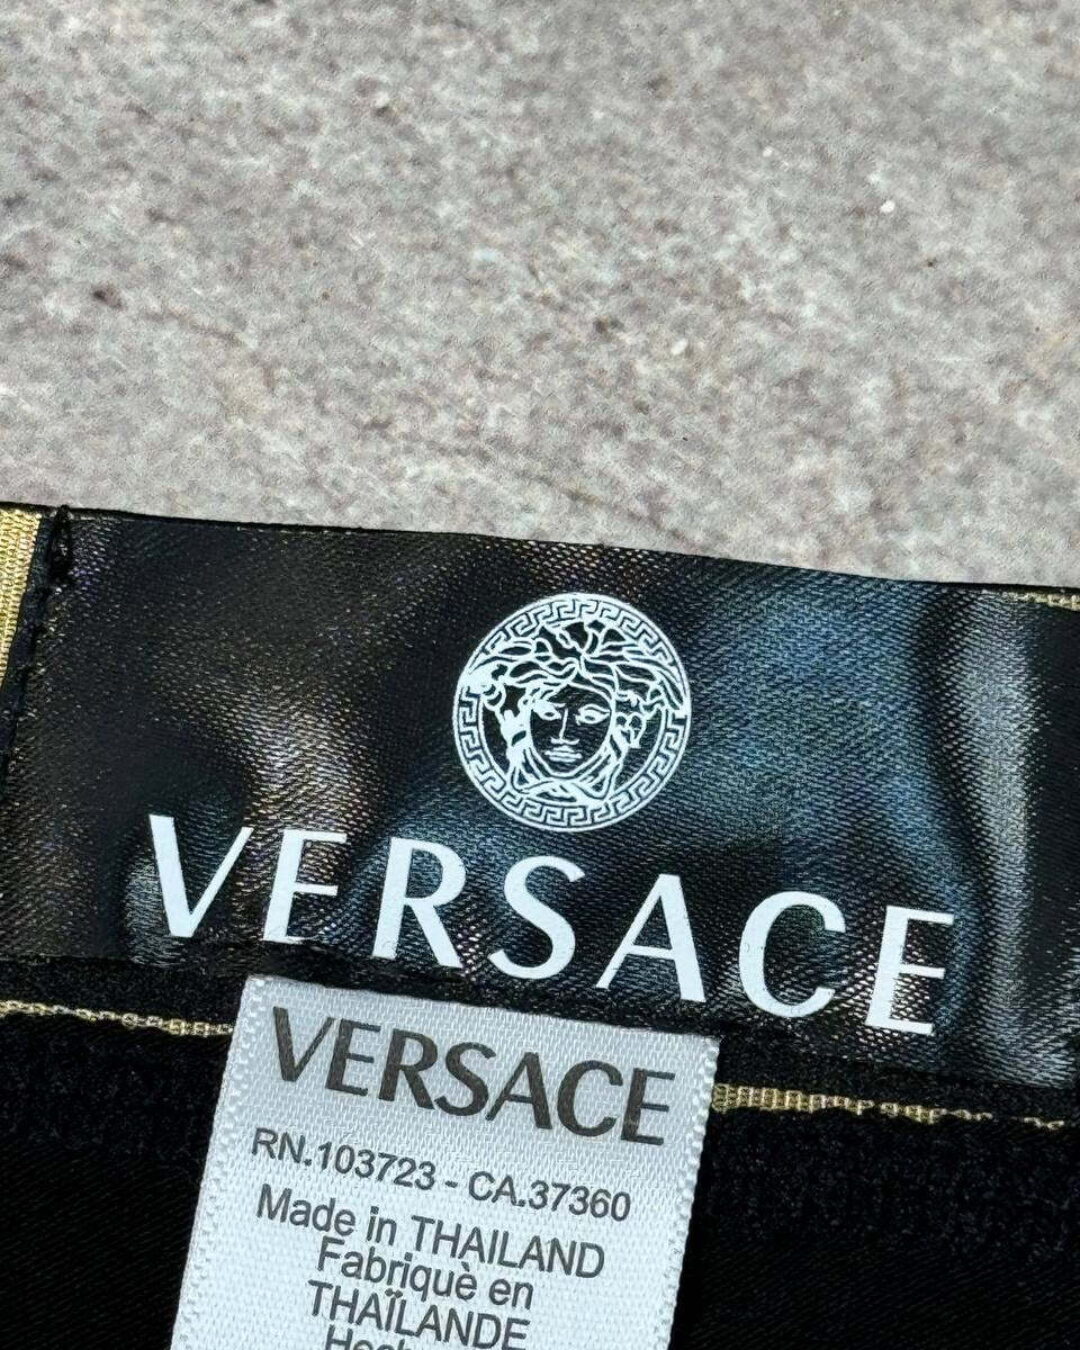 VERSACE
VERSACE
RN.103723 - CA.37360
Made in THAILAND
Fabriquè en
THAÏLANDE